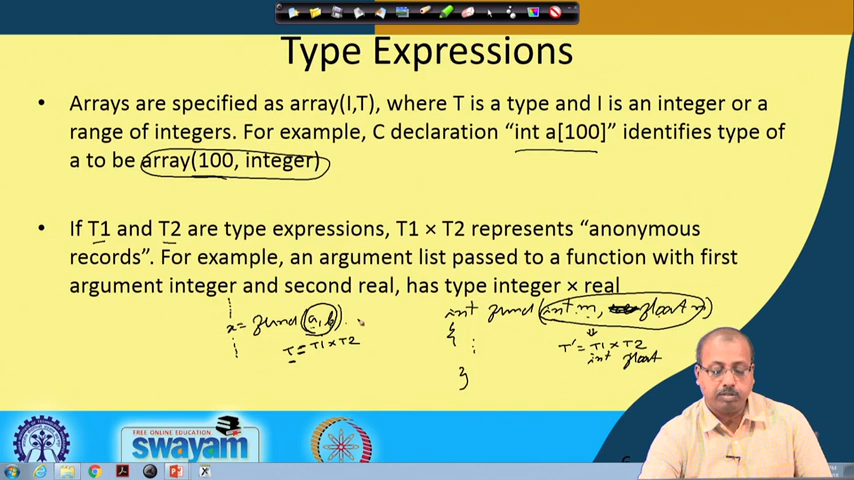 Type Expressions
• Arrays are specified as array(I,T), where T is a type and I is an integer or a
range of integers. For example, C declaration "int a[100]" identifies type of
a to be array(100, integer)
• If T1 and T2 are type expressions, T1 × T2 represents "anonymous
records". For example, an argument list passed to a function with first
argument integer and second real, has type integer × real
x = func1(a,b)
T = T1 × T2
int func1(int m, float n)
{
T' = T1 × T2
int float
}
FREE ONLINE EDUCATION
swayam
6